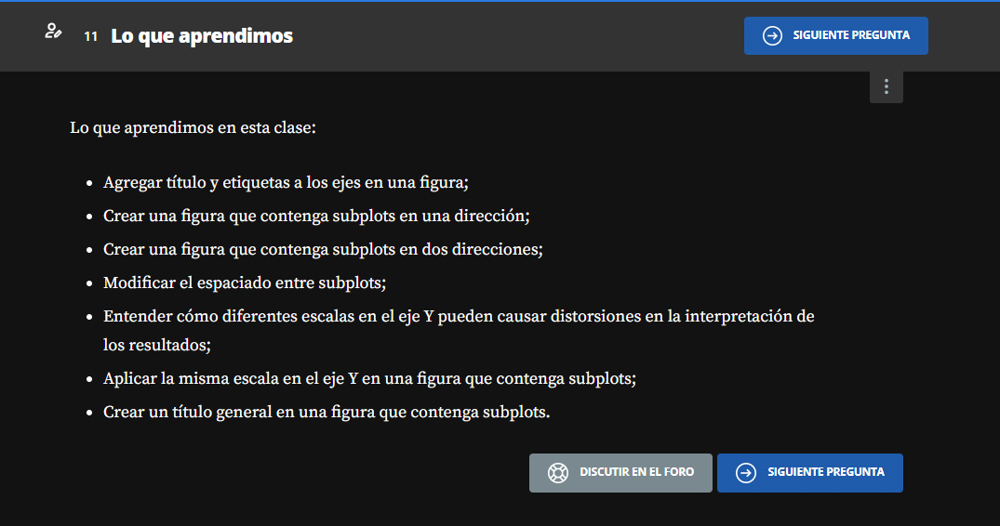 11 Lo que aprendimos
SIGUIENTE PREGUNTA
Lo que aprendimos en esta clase:
• Agregar título y etiquetas a los ejes en una figura;
• Crear una figura que contenga subplots en una dirección;
• Crear una figura que contenga subplots en dos direcciones;
• Modificar el espaciado entre subplots;
• Entender cómo diferentes escalas en el eje Y pueden causar distorsiones en la interpretación de
los resultados;
• Aplicar la misma escala en el eje Y en una figura que contenga subplots;
• Crear un título general en una figura que contenga subplots.
DISCUTIR EN EL FORO
SIGUIENTE PREGUNTA